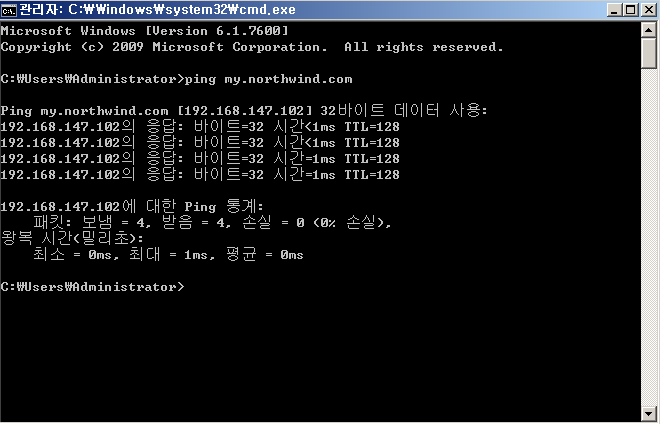 관리자: C:₩Windows₩system32₩cmd.exe
Microsoft Windows [Version 6.1.7600]
Copyright (c) 2009 Microsoft Corporation.  All rights reserved.
C:₩Users₩Administrator>ping my.northwind.com
Ping my.northwind.com [192.168.147.102] 32바이트 데이터 사용:
192.168.147.102의 응답: 바이트=32 시간<1ms TTL=128
192.168.147.102의 응답: 바이트=32 시간<1ms TTL=128
192.168.147.102의 응답: 바이트=32 시간=1ms TTL=128
192.168.147.102의 응답: 바이트=32 시간=1ms TTL=128
192.168.147.102에 대한 Ping 통계:
패킷: 보냄 = 4, 받음 = 4, 손실 = 0 (0% 손실),
왕복 시간(밀리초):
최소 = 0ms, 최대 = 1ms, 평균 = 0ms
C:₩Users₩Administrator>